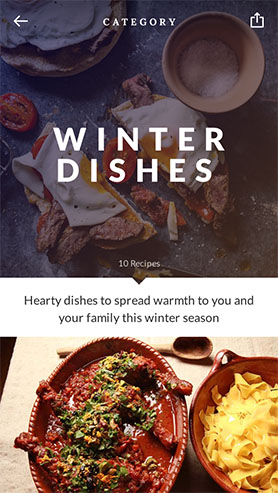 CATEGORY
WINTER
DISHES
10 Recipes
Hearty dishes to spread warmth to you and
your family this winter season